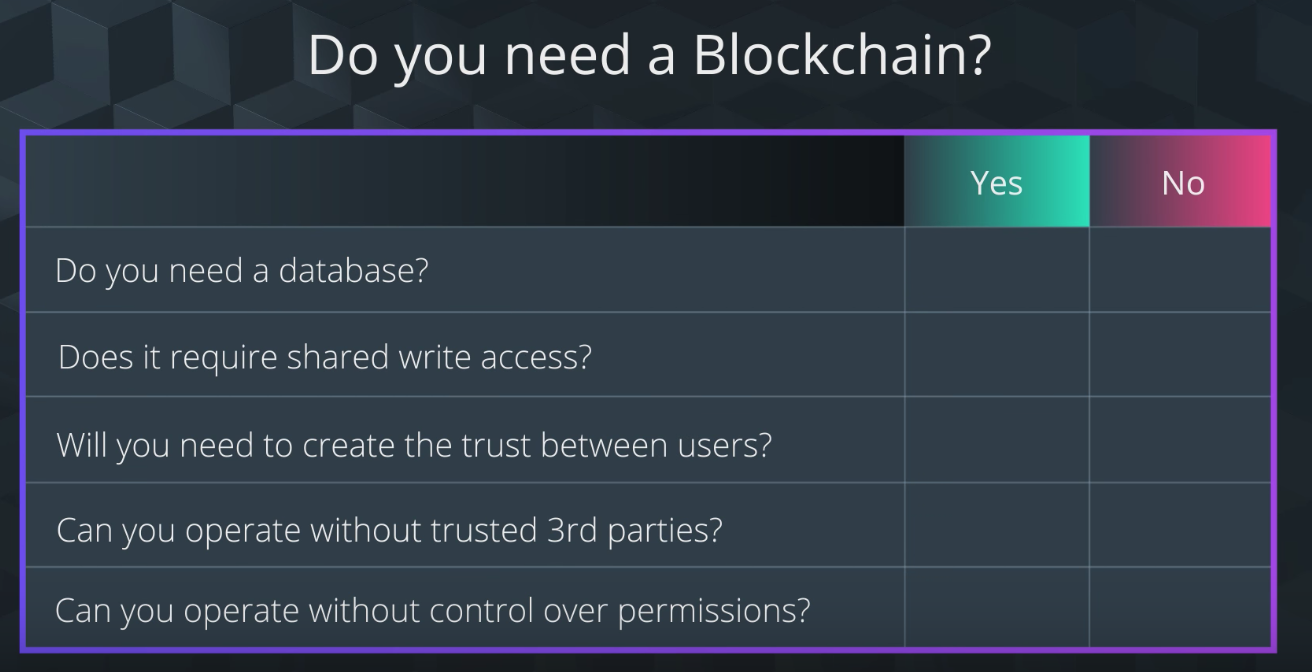 Do you need a Blockchain?
Yes No
Do you need a database?
Does it require shared write access?
Will you need to create the trust between users?
Can you operate without trusted 3rd parties?
Can you operate without control over permissions?